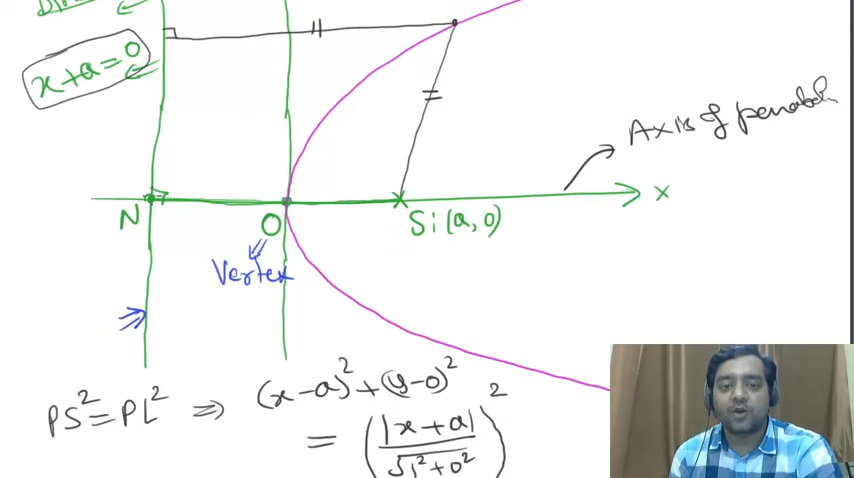 x+a=0
Axis of parabola
x
N
O
S:(a,0)
Vertex
PS²=PL² ⇒ (x-a)²+(y-0)²
= (|x+a|/√1²+0²)²